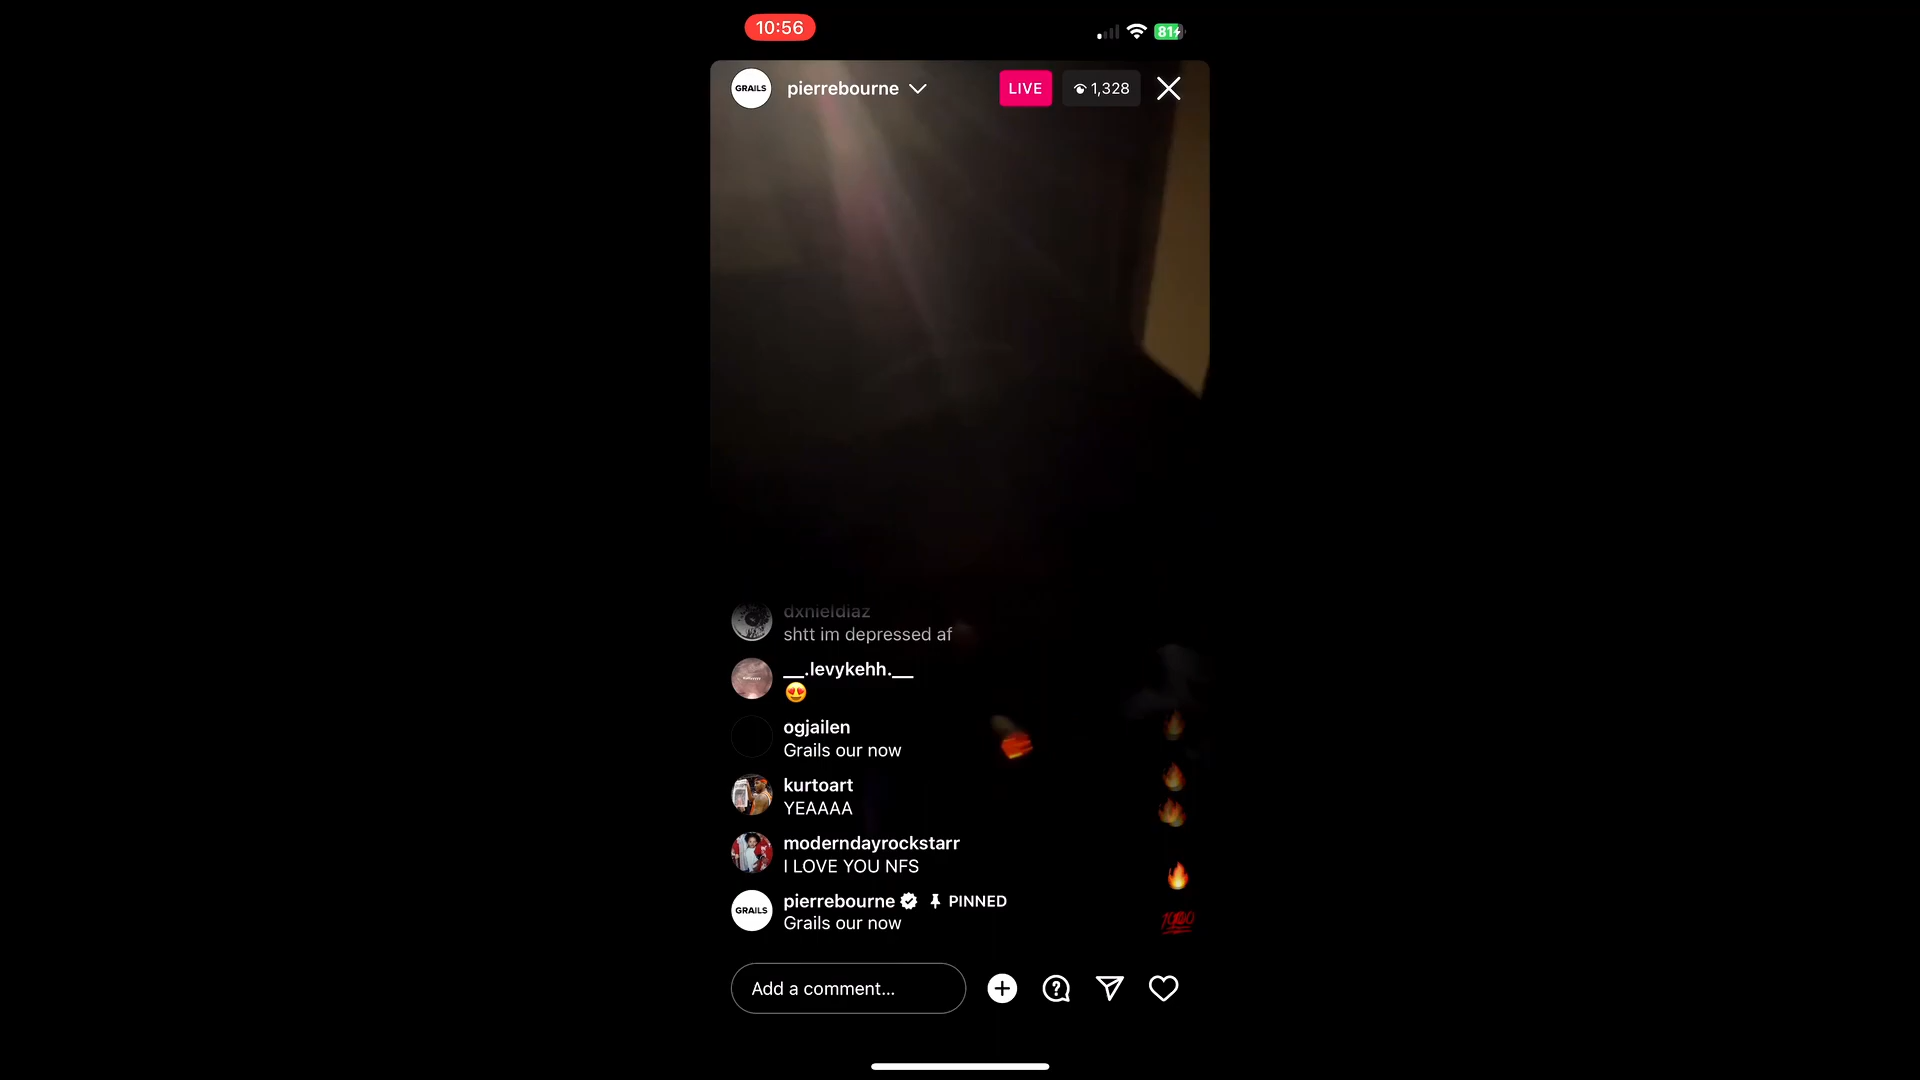 10:56
81
GRAILS
pierrebourne
LIVE
1,328
dxnieldiaz
shtt im depressed af
__.levykehh.__
😍
ogjailen
Grails our now
kurtoart
YEAAAA
moderndayrockstarr
I LOVE YOU NFS
GRAILS
pierrebourne PINNED
Grails our now
Add a comment...